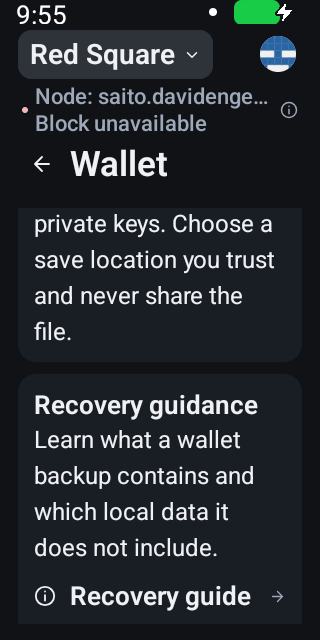 9:55
Red Square
Node: saito.davidenge…
Block unavailable
Wallet
private keys. Choose a
save location you trust
and never share the
file.
Recovery guidance
Learn what a wallet
backup contains and
which local data it
does not include.
Recovery guide